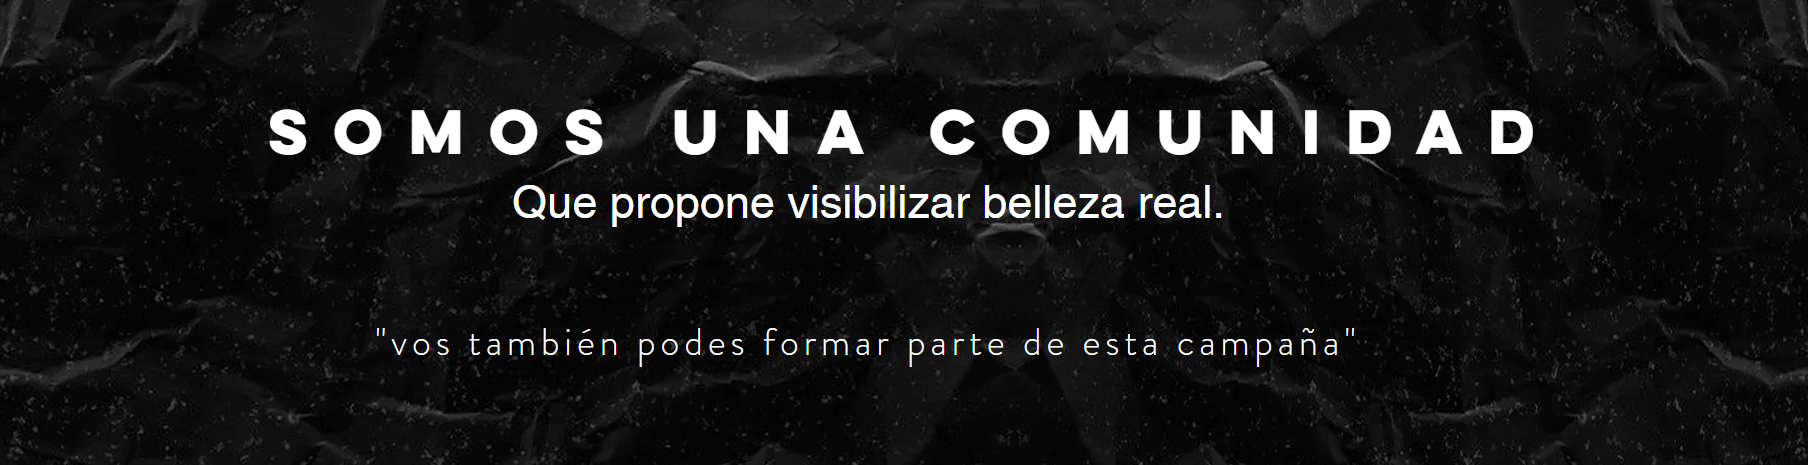 SOMOS UNA COMUNIDAD
Que propone visibilizar belleza real.
"vos también podes formar parte de esta campaña"